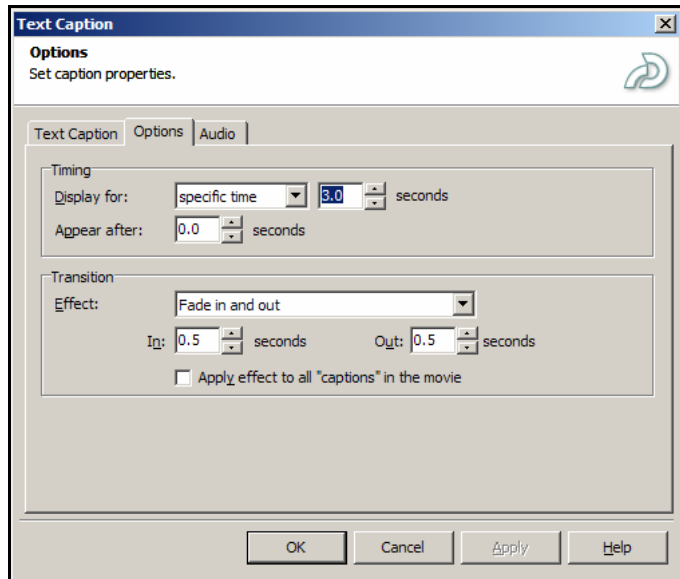 Text Caption
Options
Set caption properties.
Text Caption Options Audio
Timing
Display for: specific time 3.0 seconds
Appear after: 0.0 seconds
Transition
Effect: Fade in and out
In: 0.5 seconds Out: 0.5 seconds
Apply effect to all "captions" in the movie
OK Cancel Apply Help